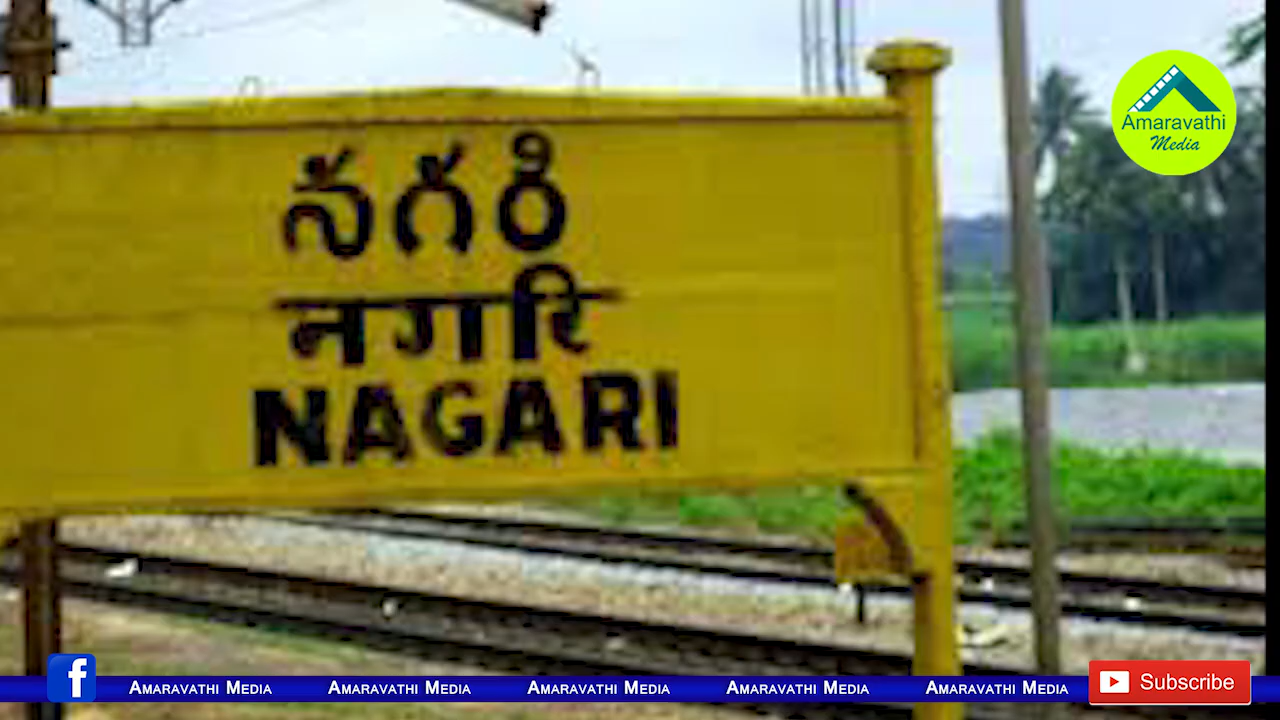 నగరి
नगरि
NAGARI
Amaravathi
Media
f
AMARAVATHI MEDIA AMARAVATHI MEDIA AMARAVATHI MEDIA AMARAVATHI MEDIA AMARAVATHI MEDIA
Subscribe